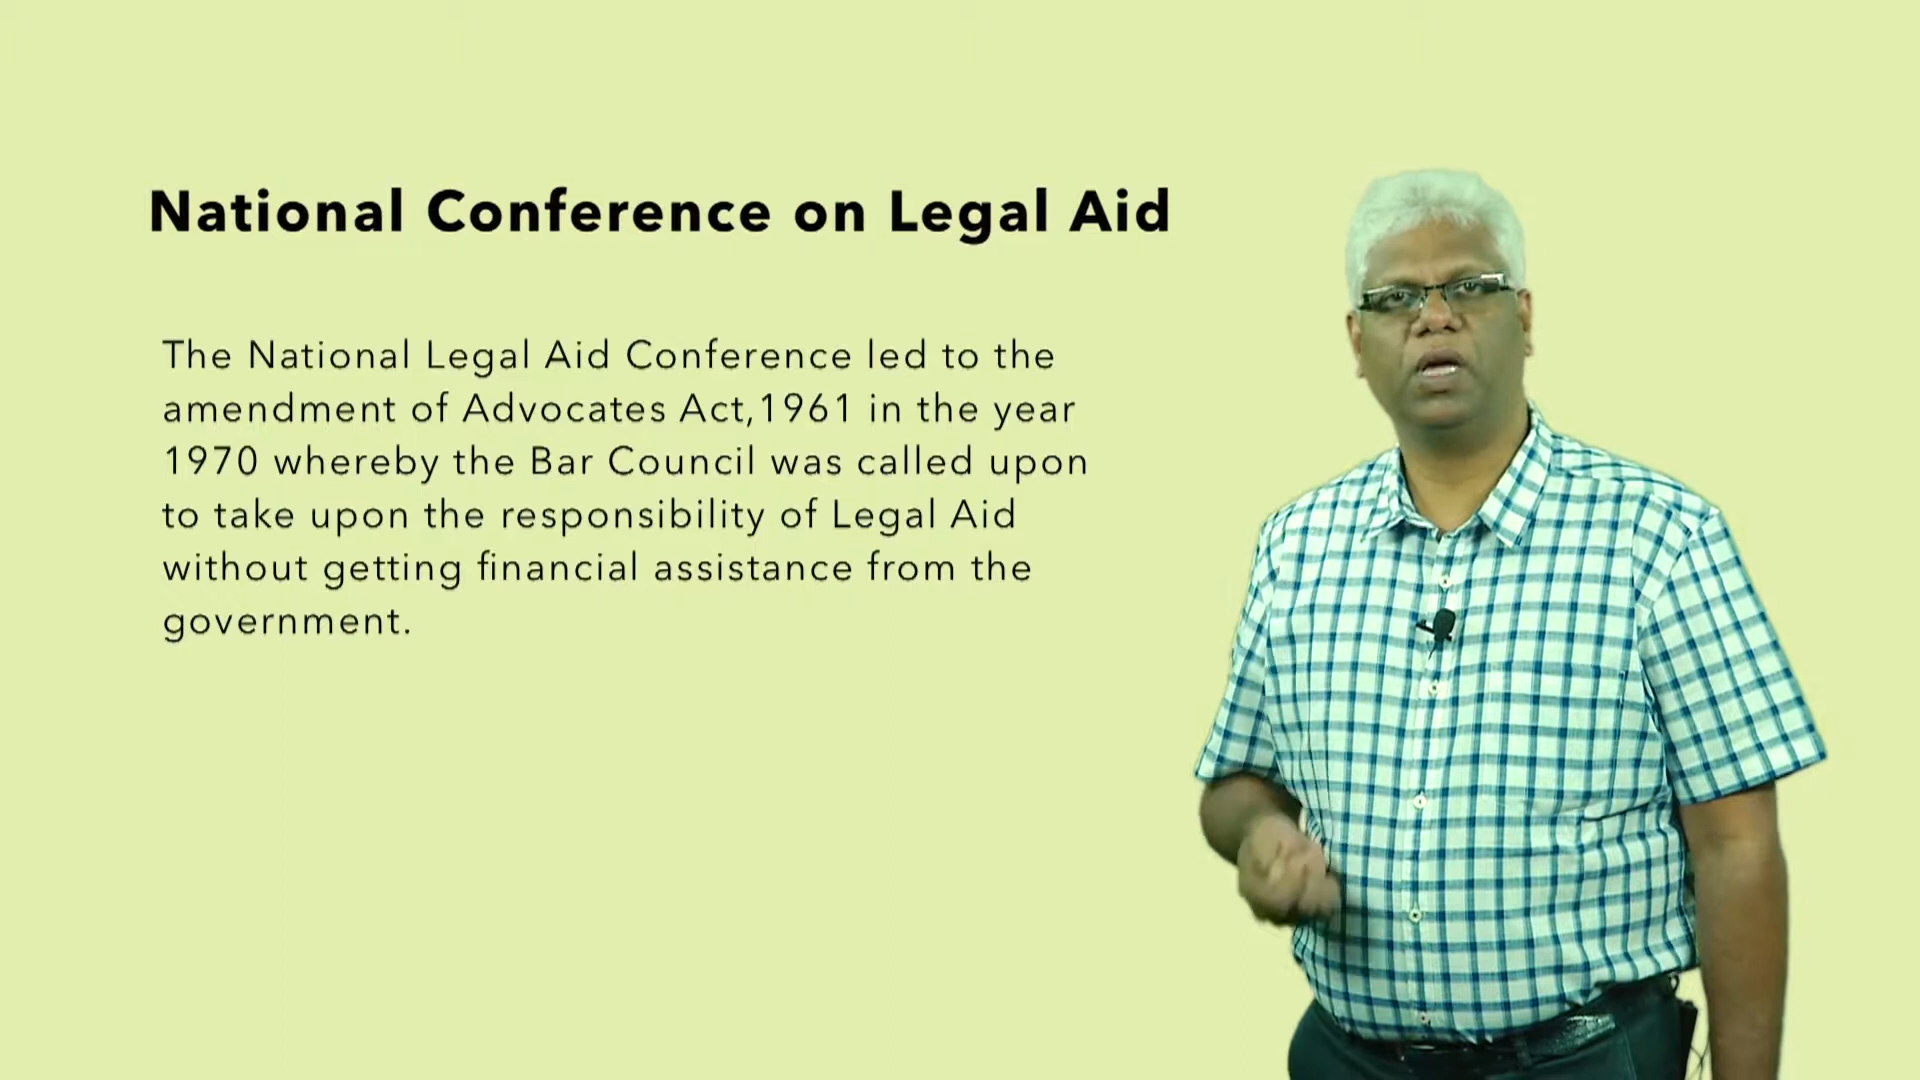 National Conference on Legal Aid
The National Legal Aid Conference led to the
amendment of Advocates Act,1961 in the year
1970 whereby the Bar Council was called upon
to take upon the responsibility of Legal Aid
without getting financial assistance from the
government.